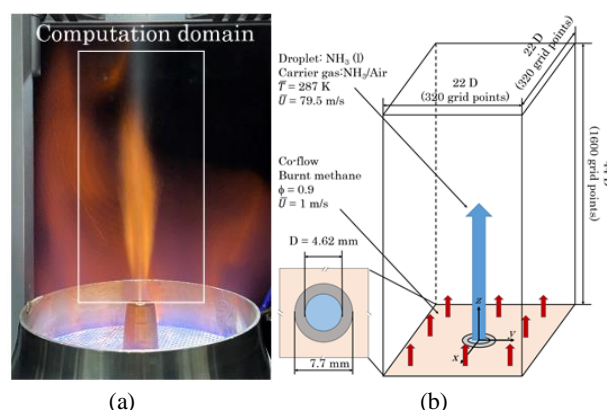 Computation domain
Droplet: NH₃ (l)
Carrier gas:NH₃/Air
T̅ = 287 K
U̅ = 79.5 m/s
22 D
(320 grid points)
22 D
(320 grid points)
(1600 grid points)
Co-flow
Burnt methane
ϕ = 0.9
U̅ = 1 m/s
D = 4.62 mm
7.7 mm
z
y
x
(a)
(b)